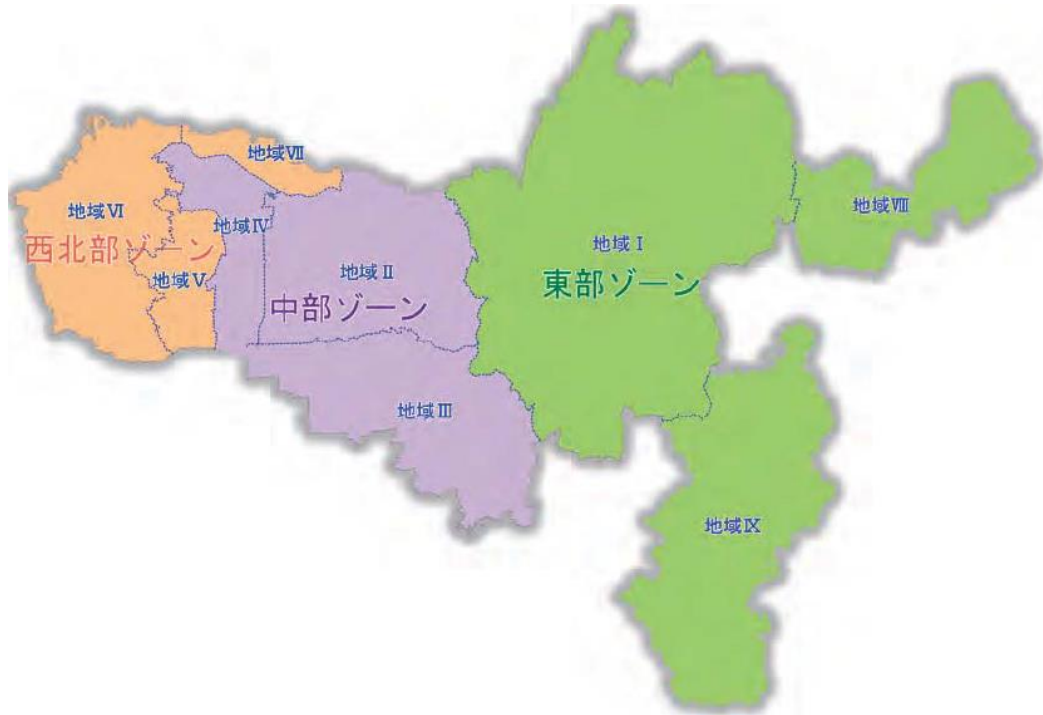 地域Ⅶ
地域Ⅵ
地域Ⅳ
地域Ⅷ
西北部ゾーン
地域Ⅰ
地域Ⅴ
地域Ⅱ
東部ゾーン
中部ゾーン
地域Ⅲ
地域Ⅸ